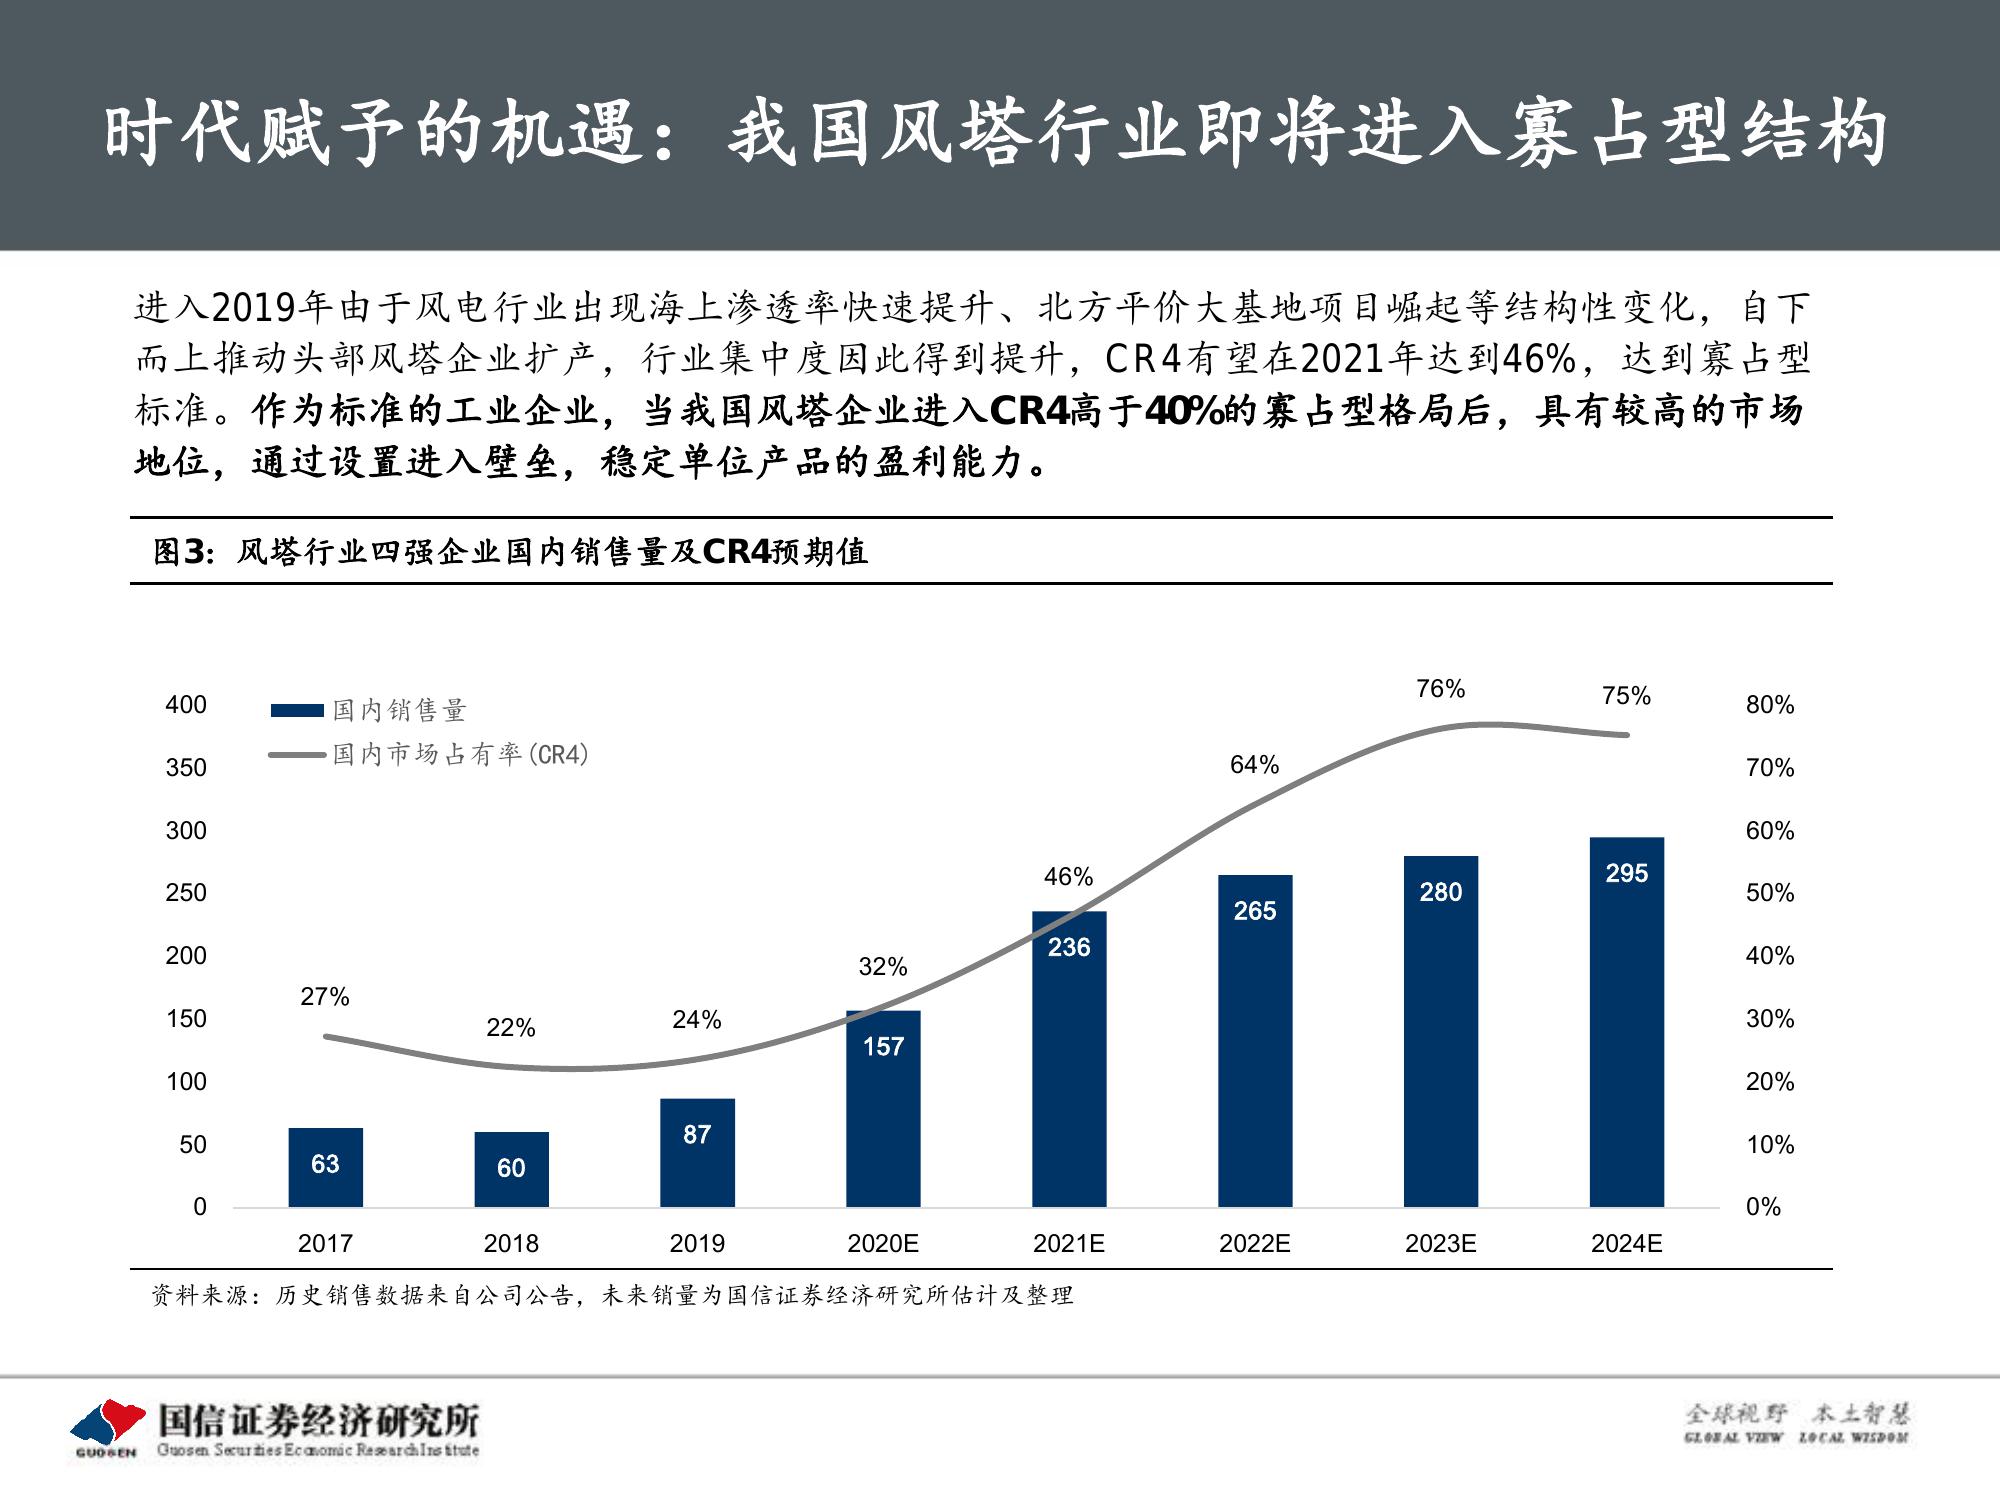 时代赋予的机遇：我国风塔行业即将进入寡占型结构
进入2019年由于风电行业出现海上渗透率快速提升、北方平价大基地项目崛起等结构性变化，自下
而上推动头部风塔企业扩产，行业集中度因此得到提升，CR4有望在2021年达到46%，达到寡占型
标准。作为标准的工业企业，当我国风塔企业进入CR4高于40%的寡占型格局后，具有较高的市场
地位，通过设置进入壁垒，稳定单位产品的盈利能力。
图3：风塔行业四强企业国内销售量及CR4预期值
国内销售量
国内市场占有率(CR4)
400
350
300
250
200
150
100
50
0
80%
70%
60%
50%
40%
30%
20%
10%
0%
27%
22%
24%
32%
46%
64%
76%
75%
63
60
87
157
236
265
280
295
2017
2018
2019
2020E
2021E
2022E
2023E
2024E
资料来源：历史销售数据来自公司公告，未来销量为国信证券经济研究所估计及整理
GUOSEN
国信证券经济研究所
Guosen Securities Economic Research Institute
全球视野 本土智慧
GLOBAL VIEW LOCAL WISDOM